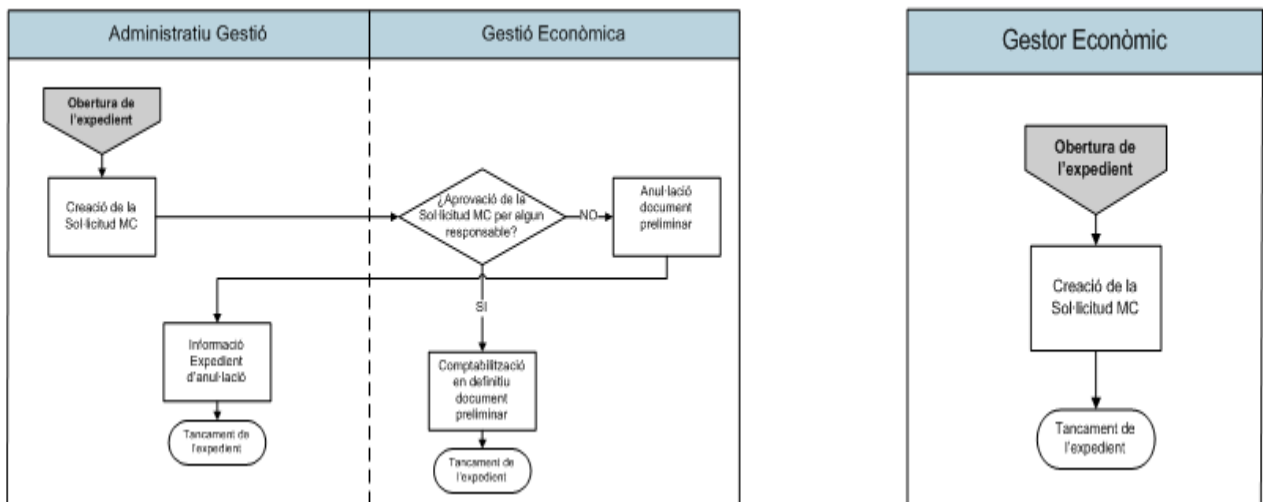 Administratiu Gestió
Gestió Econòmica
Obertura de
l'expedient
Creació de la
Sol·licitud MC
¿Aprovació de la
Sol·licitud MC per algun
responsable?
NO
Anul·lació
document
preliminar
SI
Informació
Expedient
d'anul·lació
Tancament de
l'expedient
Comptabilització
en definitiu
document
preliminar
Tancament de
l'expedient
Gestor Econòmic
Obertura de
l'expedient
Creació de la
Sol·licitud MC
Tancament de
l'expedient